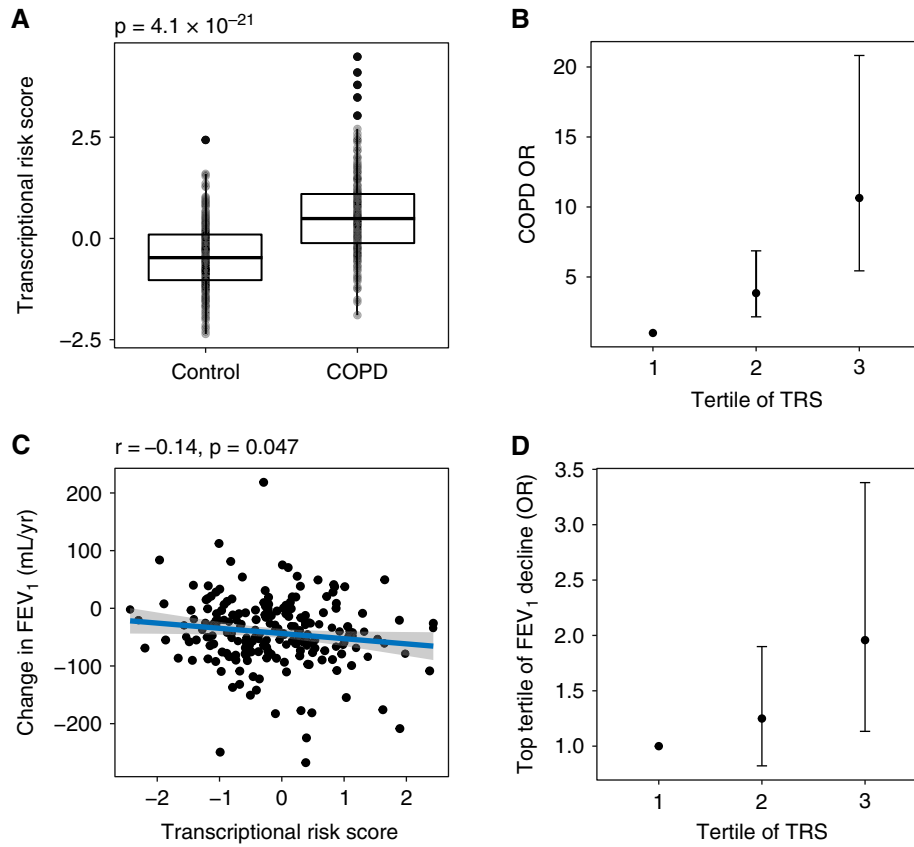 A
p = 4.1 × 10⁻²¹
Transcriptional risk score
2.5
0.0
−2.5
Control
COPD
B
COPD OR
20
15
10
5
1
2
3
Tertile of TRS
C
r = −0.14, p = 0.047
Change in FEV₁ (mL/yr)
200
100
0
−100
−200
−2
−1
0
1
2
Transcriptional risk score
D
Top tertile of FEV₁ decline (OR)
3.5
3.0
2.5
2.0
1.5
1.0
1
2
3
Tertile of TRS